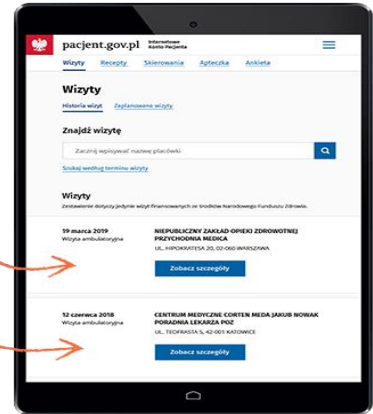 pacjent.gov.pl Internetowe Konto Pacjenta
Wizyty Recepty Skierowania Apteczka Ankieta
Wizyty
Historia wizyt Zaplanowane wizyty
Znajdź wizytę
Zacznij wpisywać nazwę placówki
Szukaj według terminu wizyty
Wizyty
Zestawienie dotyczy jedynie wizyt finansowanych ze środków Narodowego Funduszu Zdrowia.
19 marca 2019 NIEPUBLICZNY ZAKŁAD OPIEKI ZDROWOTNEJ
Wizyta ambulatoryjna PRZYCHODNIA MEDICA
UL. HIPOKRATESA 20, 02-060 WARSZAWA
Zobacz szczegóły
12 czerwca 2018 CENTRUM MEDYCZNE CORTEN MEDA JAKUB NOWAK
Wizyta ambulatoryjna PORADNIA LEKARZA POZ
UL. TEOFRASTA 5, 42-001 KATOWICE
Zobacz szczegóły